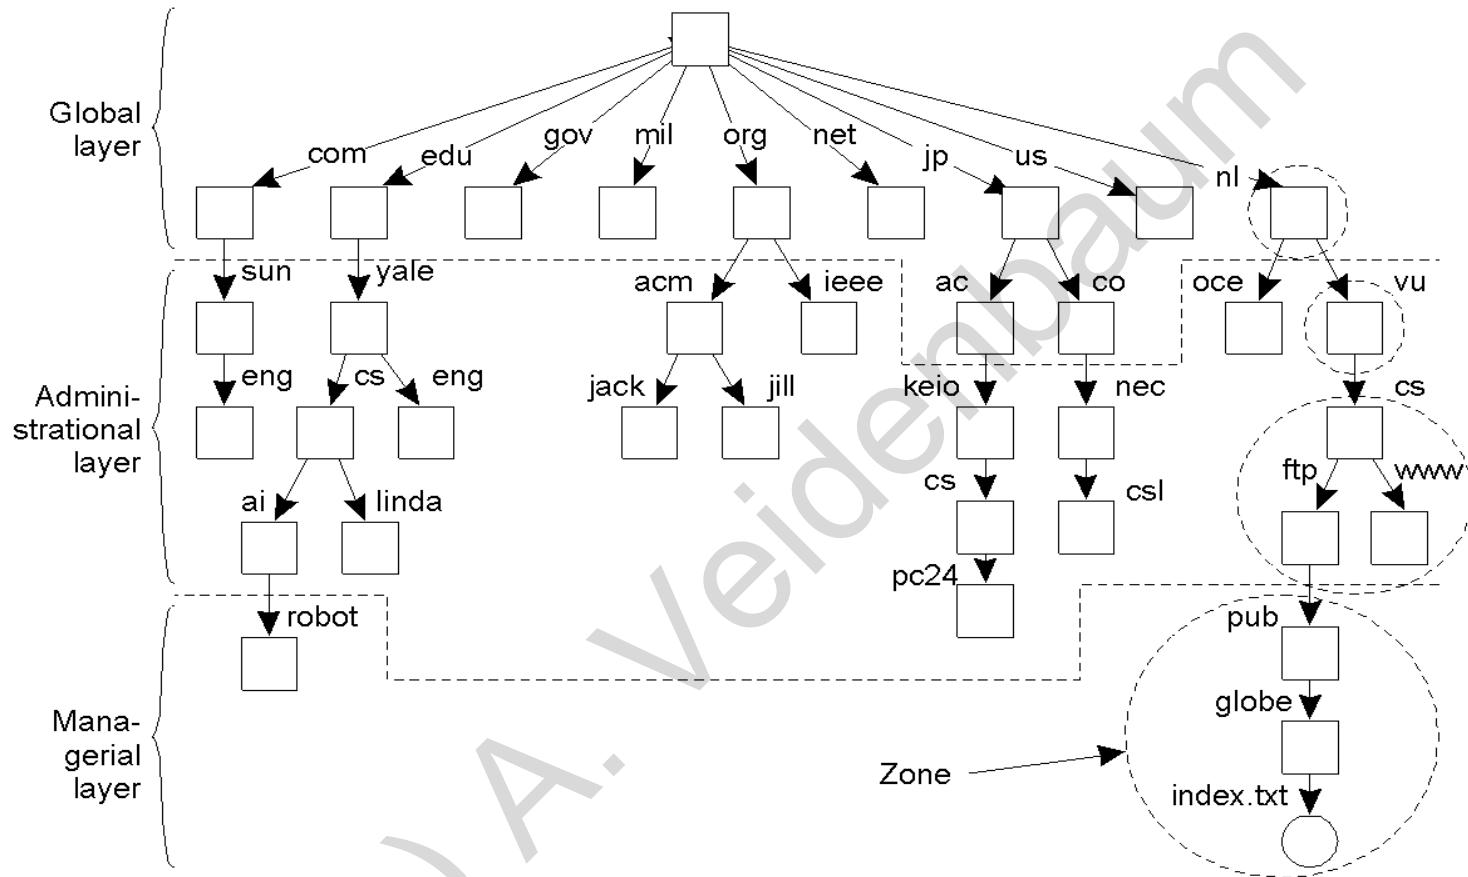 Global
layer
com
edu
gov
mil
org
net
jp
us
nl
sun
yale
acm
ieee
ac
co
oce
vu
Admini-
strational
layer
eng
cs
eng
jack
jill
keio
nec
cs
ai
linda
cs
csl
ftp
www
pc24
robot
pub
Mana-
gerial
layer
globe
Zone
index.txt
) A. Veidenbaum